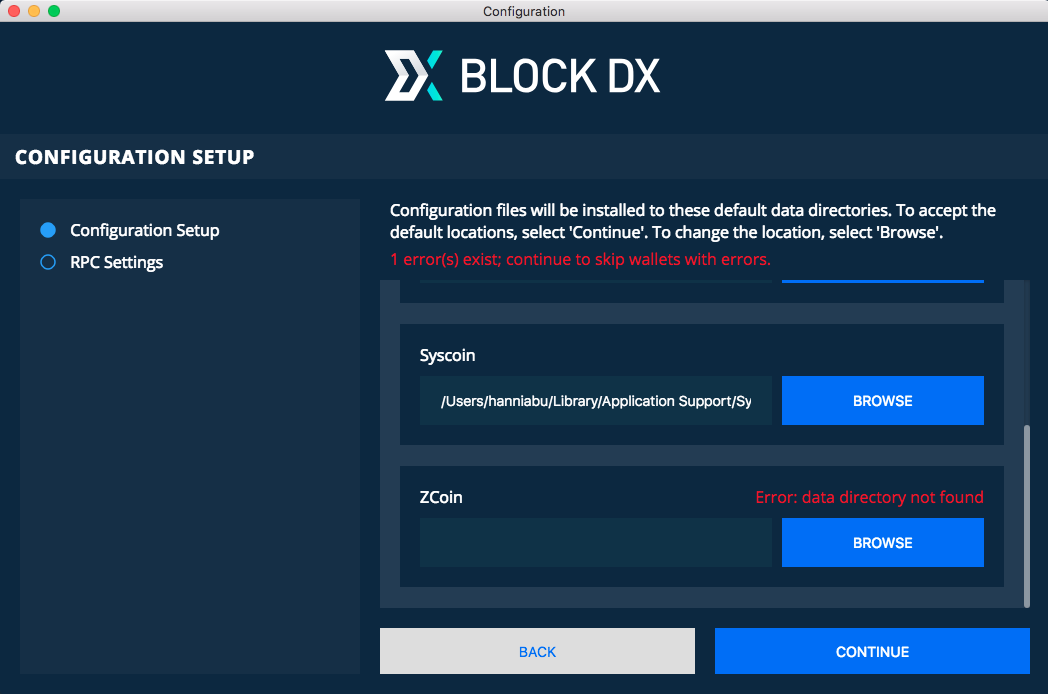 Configuration
BLOCK DX
CONFIGURATION SETUP
Configuration Setup
RPC Settings
Configuration files will be installed to these default data directories. To accept the
default locations, select 'Continue'. To change the location, select 'Browse'.
1 error(s) exist; continue to skip wallets with errors.
Syscoin
/Users/hanniabu/Library/Application Support/Sy
BROWSE
ZCoin
Error: data directory not found
BROWSE
BACK
CONTINUE